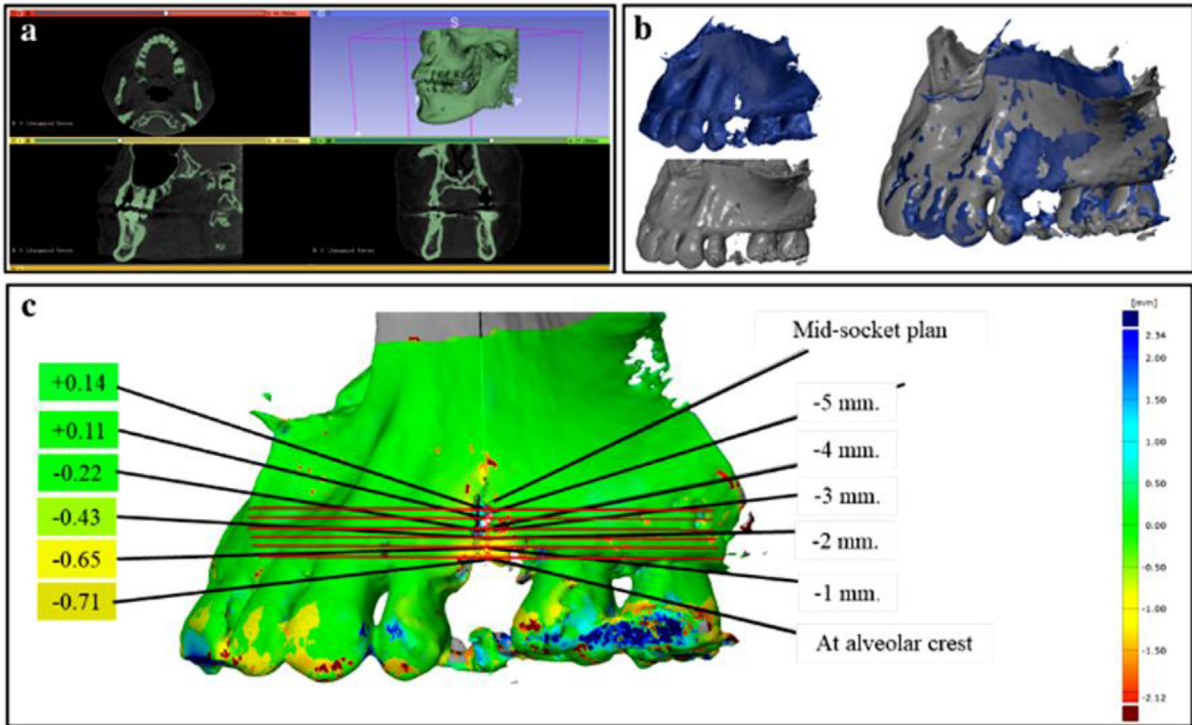 a
S
P
b
c
Mid-socket plan
+0.14
+0.11
-0.22
-0.43
-0.65
-0.71
-5 mm.
-4 mm.
-3 mm.
-2 mm.
-1 mm.
At alveolar crest
[mm]
2.34
2.00
1.50
1.00
0.50
0.00
-0.50
-1.00
-1.50
-2.12